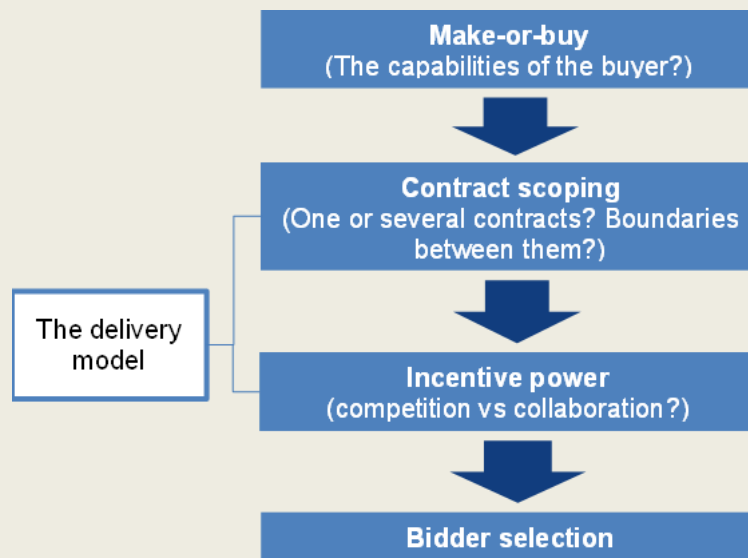 Make-or-buy
(The capabilities of the buyer?)
Contract scoping
(One or several contracts? Boundaries
between them?)
The delivery
model
Incentive power
(competition vs collaboration?)
Bidder selection